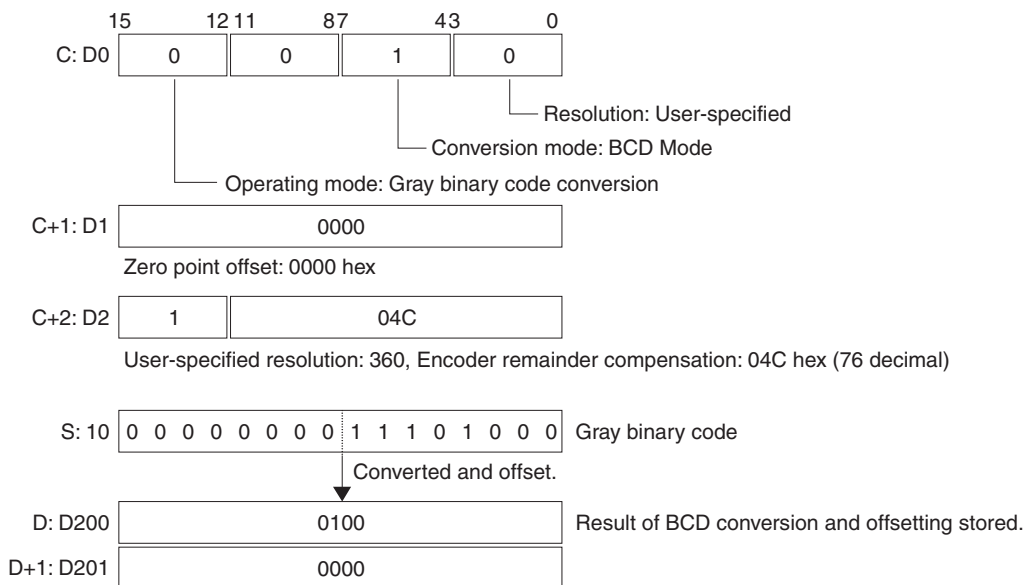 15 12 11 8 7 4 3 0
C: D0 0 0 1 0
Resolution: User-specified
Conversion mode: BCD Mode
Operating mode: Gray binary code conversion
C+1: D1 0000
Zero point offset: 0000 hex
C+2: D2 1 04C
User-specified resolution: 360, Encoder remainder compensation: 04C hex (76 decimal)
S: 10 0 0 0 0 0 0 0 0 1 1 1 0 1 0 0 0 Gray binary code
Converted and offset.
D: D200 0100 Result of BCD conversion and offsetting stored.
D+1: D201 0000